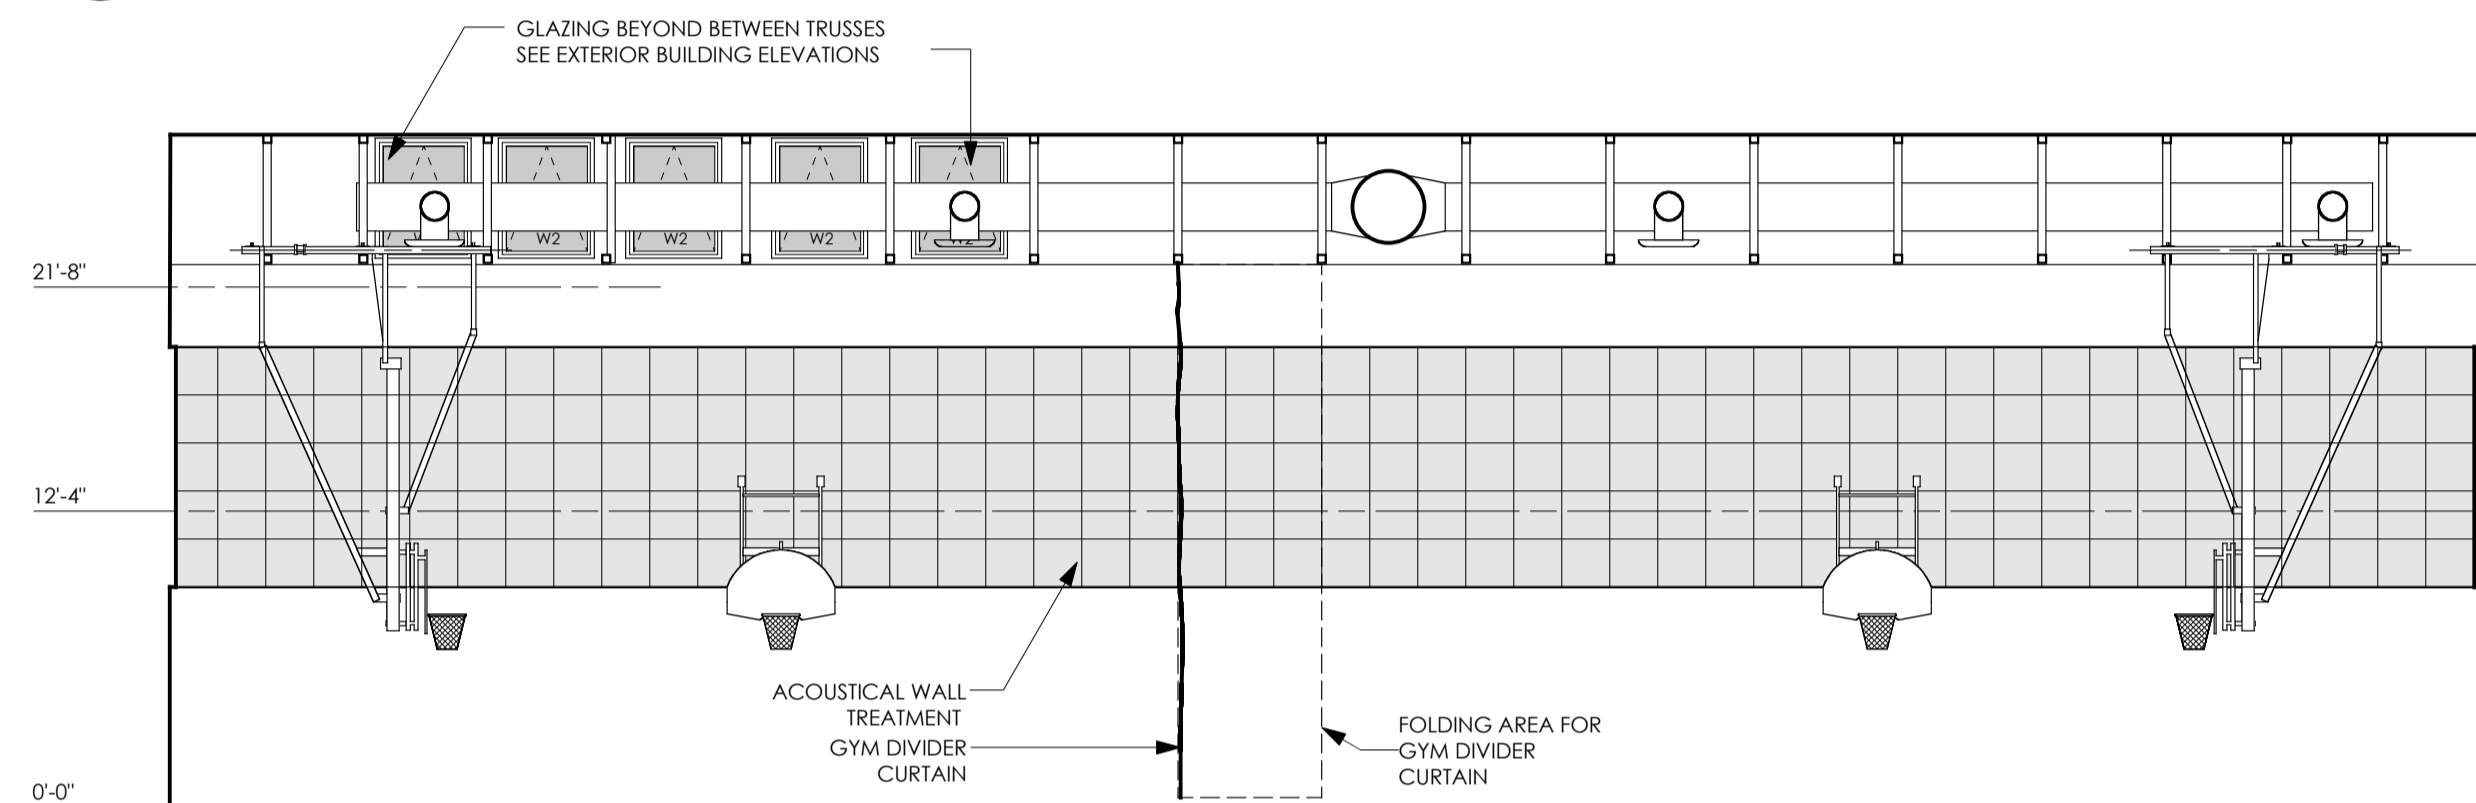 GLAZING BEYOND BETWEEN TRUSSES
SEE EXTERIOR BUILDING ELEVATIONS
W2
W2
W2
W2
21'-8"
12'-4"
ACOUSTICAL WALL
TREATMENT
GYM DIVIDER
CURTAIN
FOLDING AREA FOR
GYM DIVIDER
CURTAIN
0'-0"